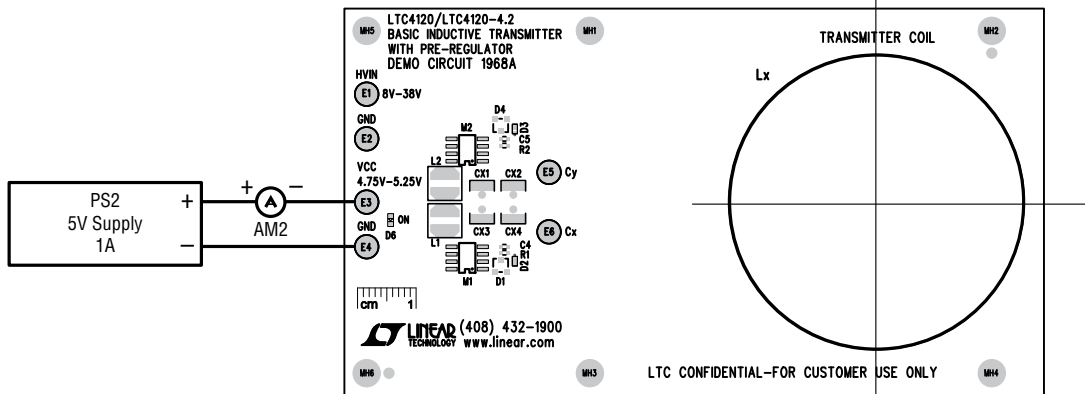 LTC4120/LTC4120-4.2
BASIC INDUCTIVE TRANSMITTER
WITH PRE-REGULATOR
DEMO CIRCUIT 1968A
MH5
MH1
TRANSMITTER COIL
MH2
Lx
HVIN
E1 8V-38V
GND
E2
VCC
4.75V-5.25V
E3
GND
E4
D6
ON
PS2
5V Supply
1A
+
−
+
A
−
AM2
D4
M2
D3
C5
R2
L2
CX1
CX2
E5 Cy
L1
CX3
CX4
E6 Cx
C4
R1
D2
M1
D1
cm 1
LINEAR
TECHNOLOGY
(408) 432-1900
www.linear.com
MH6
MH3
LTC CONFIDENTIAL-FOR CUSTOMER USE ONLY
MH4